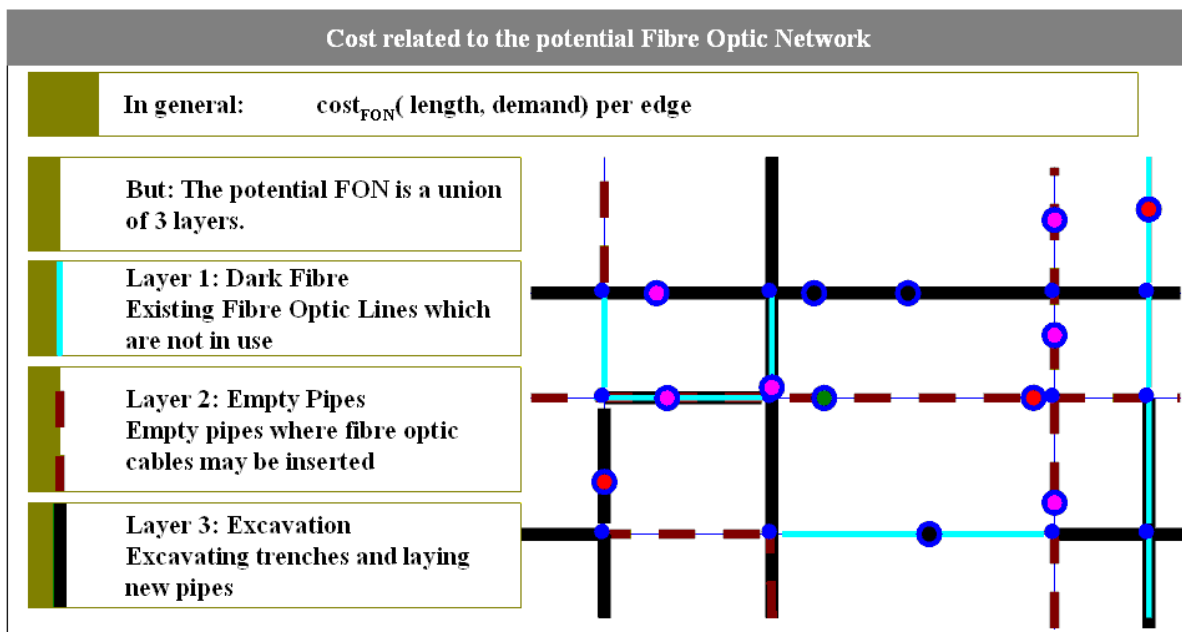 Cost related to the potential Fibre Optic Network
In general: cost_FON( length, demand) per edge
But: The potential FON is a union
of 3 layers.
Layer 1: Dark Fibre
Existing Fibre Optic Lines which
are not in use
Layer 2: Empty Pipes
Empty pipes where fibre optic
cables may be inserted
Layer 3: Excavation
Excavating trenches and laying
new pipes